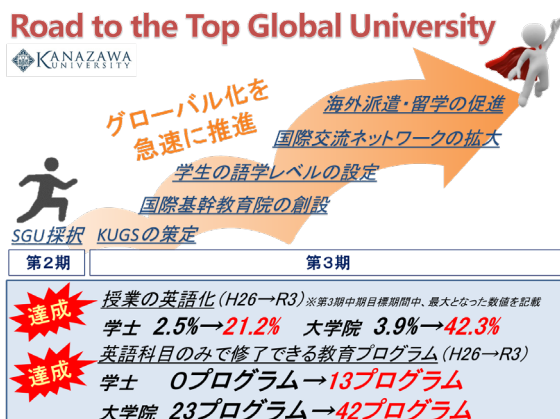 Road to the Top Global University
KANAZAWA
UNIVERSITY
グローバル化を
急速に推進
海外派遣・留学の促進
国際交流ネットワークの拡大
学生の語学レベルの設定
国際基幹教育院の創設
SGU採択 KUGSの策定
第2期 第3期
達成
授業の英語化(H26→R3)※第3期中期目標期間中、最大となった数値を記載
学士 2.5%→21.2% 大学院 3.9%→42.3%
達成
英語科目のみで修了できる教育プログラム(H26→R3)
学士 0プログラム→13プログラム
大学院 23プログラム→42プログラム